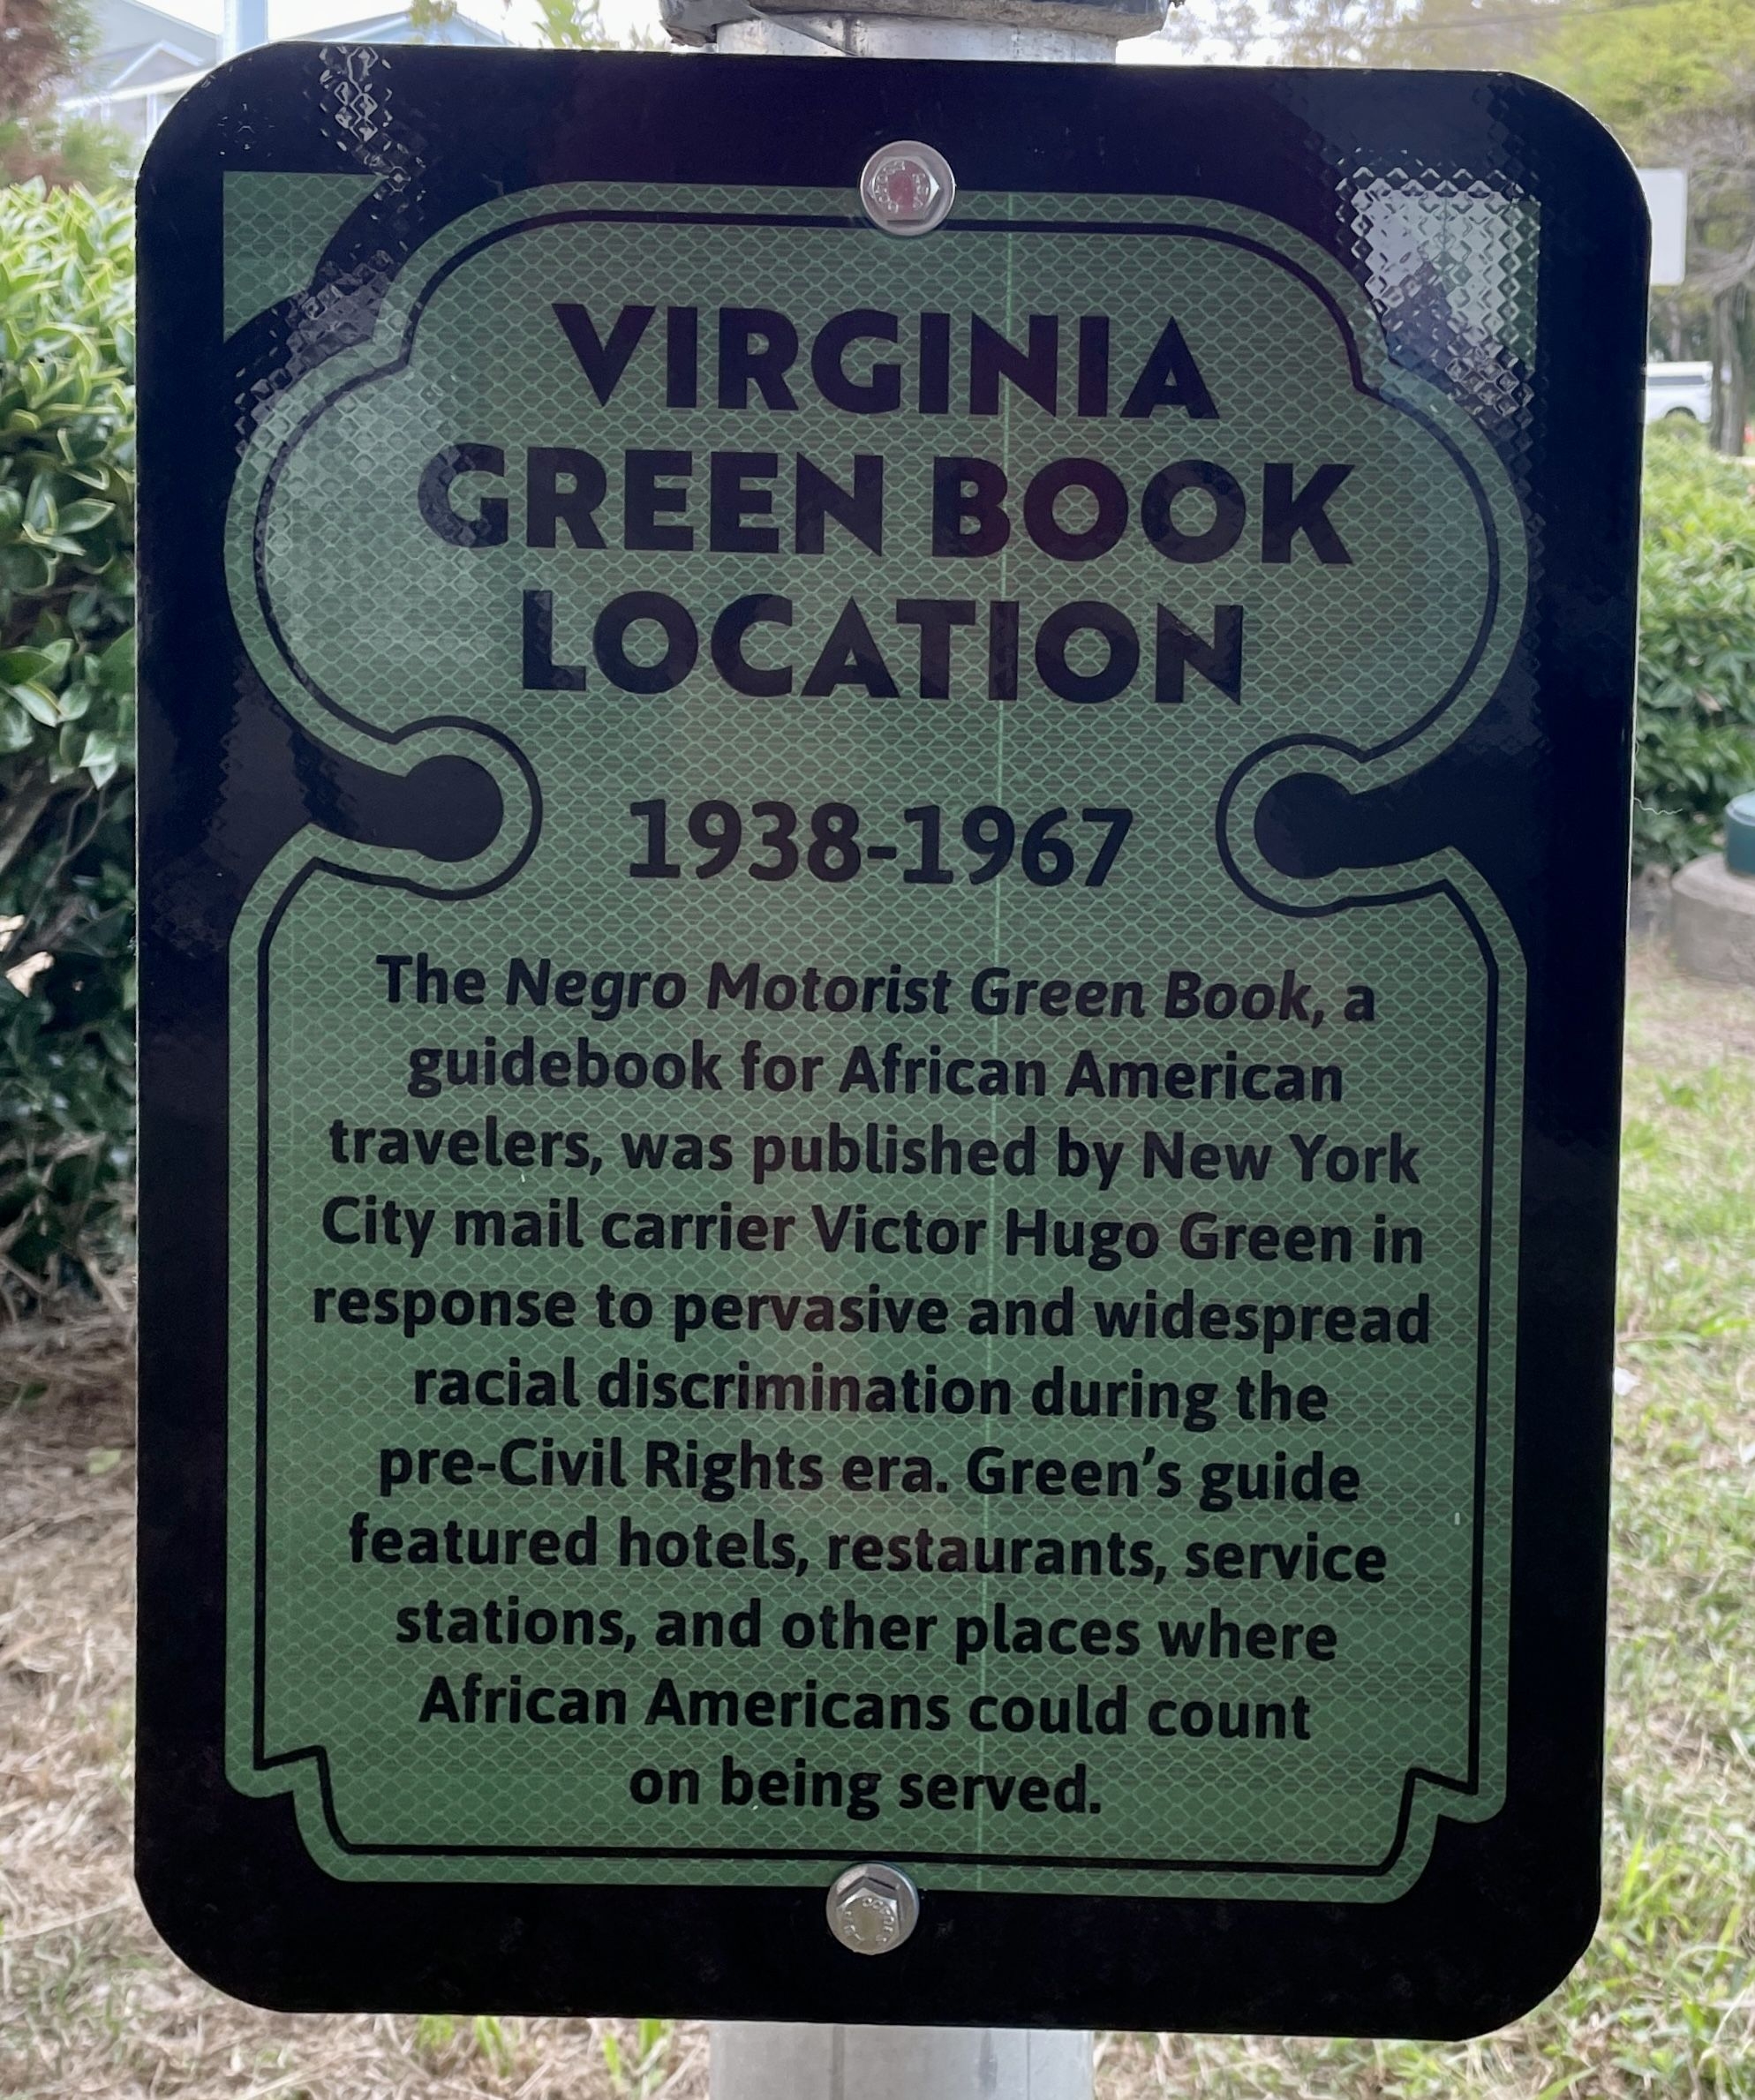 VIRGINIA
GREEN BOOK
LOCATION
1938-1967
The Negro Motorist Green Book, a
guidebook for African American
travelers, was published by New York
City mail carrier Victor Hugo Green in
response to pervasive and widespread
racial discrimination during the
pre-Civil Rights era. Green’s guide
featured hotels, restaurants, service
stations, and other places where
African Americans could count
on being served.